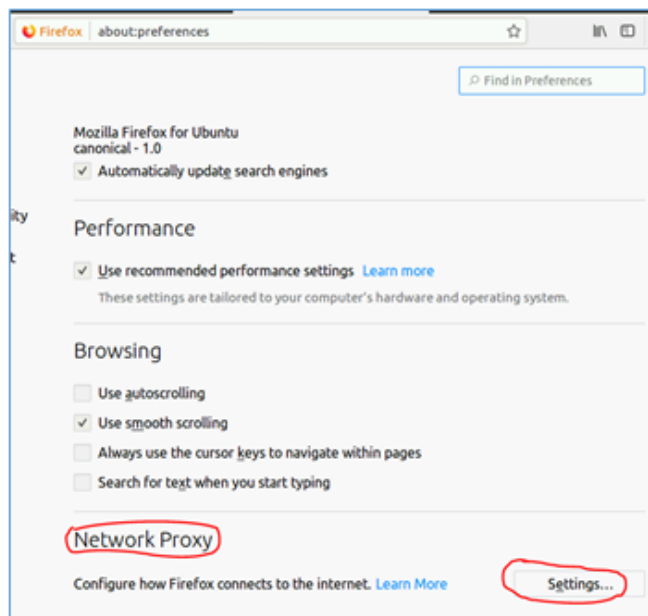 Firefox about:preferences
Find in Preferences
Mozilla Firefox for Ubuntu
canonical - 1.0
Automatically update search engines
ity
Performance
t
Use recommended performance settings Learn more
These settings are tailored to your computer's hardware and operating system.
Browsing
Use autoscrolling
Use smooth scrolling
Always use the cursor keys to navigate within pages
Search for text when you start typing
Network Proxy
Configure how Firefox connects to the internet. Learn More Settings...